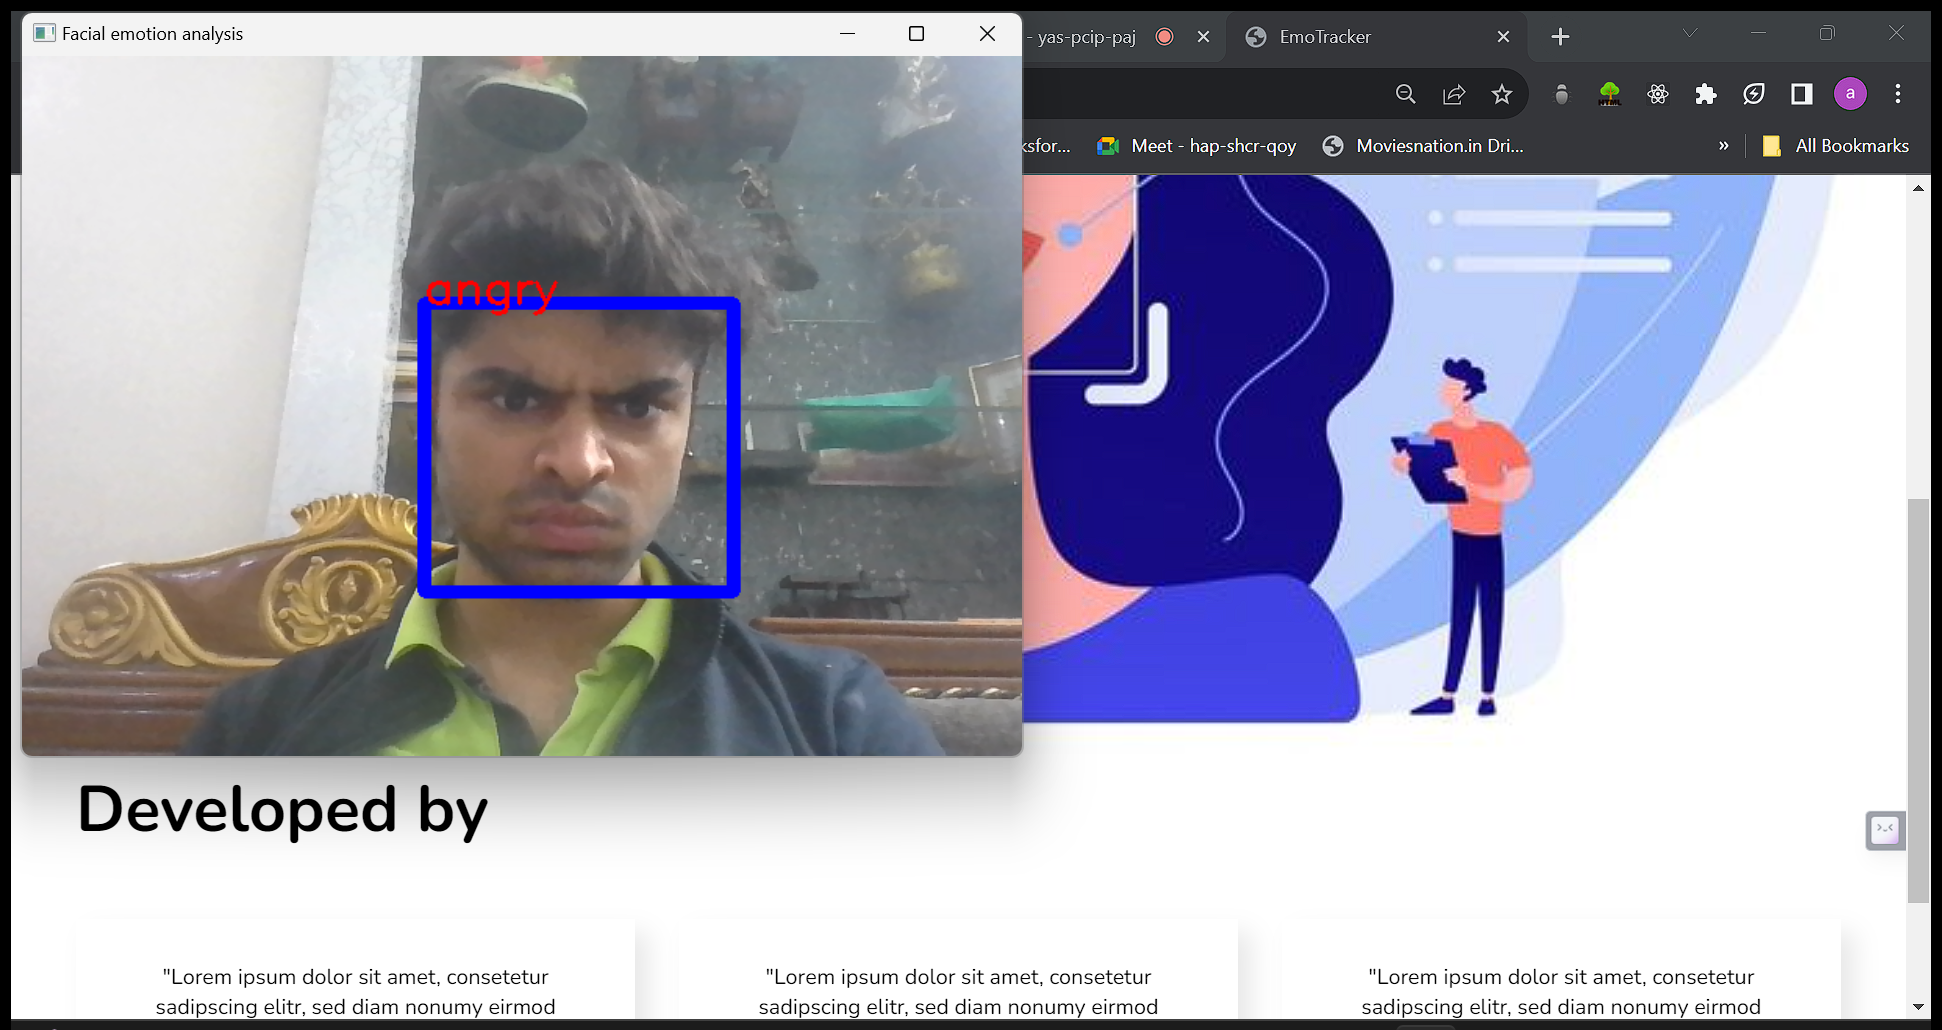 Facial emotion analysis
- yas-pcip-paj
EmoTracker
a
ksfor...
Meet - hap-shcr-qoy
Moviesnation.in Dri...
»
All Bookmarks
angry
Developed by
"Lorem ipsum dolor sit amet, consetetur
sadipscing elitr, sed diam nonumy eirmod
"Lorem ipsum dolor sit amet, consetetur
sadipscing elitr, sed diam nonumy eirmod
"Lorem ipsum dolor sit amet, consetetur
sadipscing elitr, sed diam nonumy eirmod